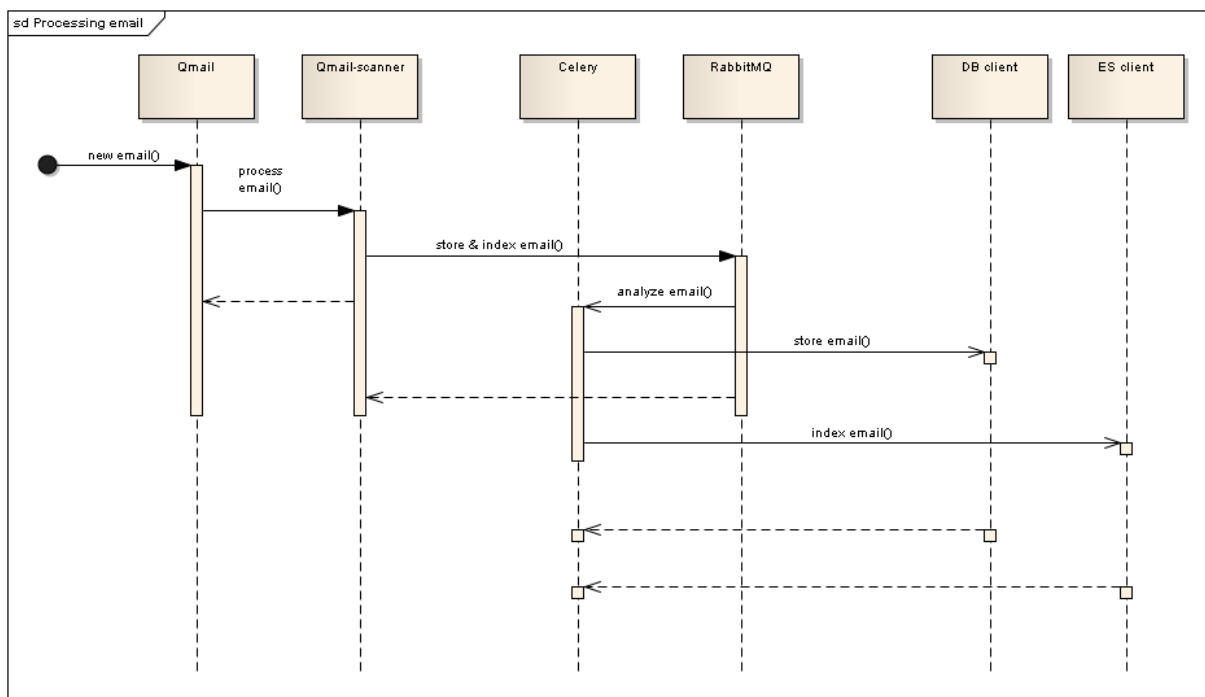 sd Processing email
Qmail
Qmail-scanner
Celery
RabbitMQ
DB client
ES client
new email()
process
email()
store & index email()
analyze email()
store email()
index email()